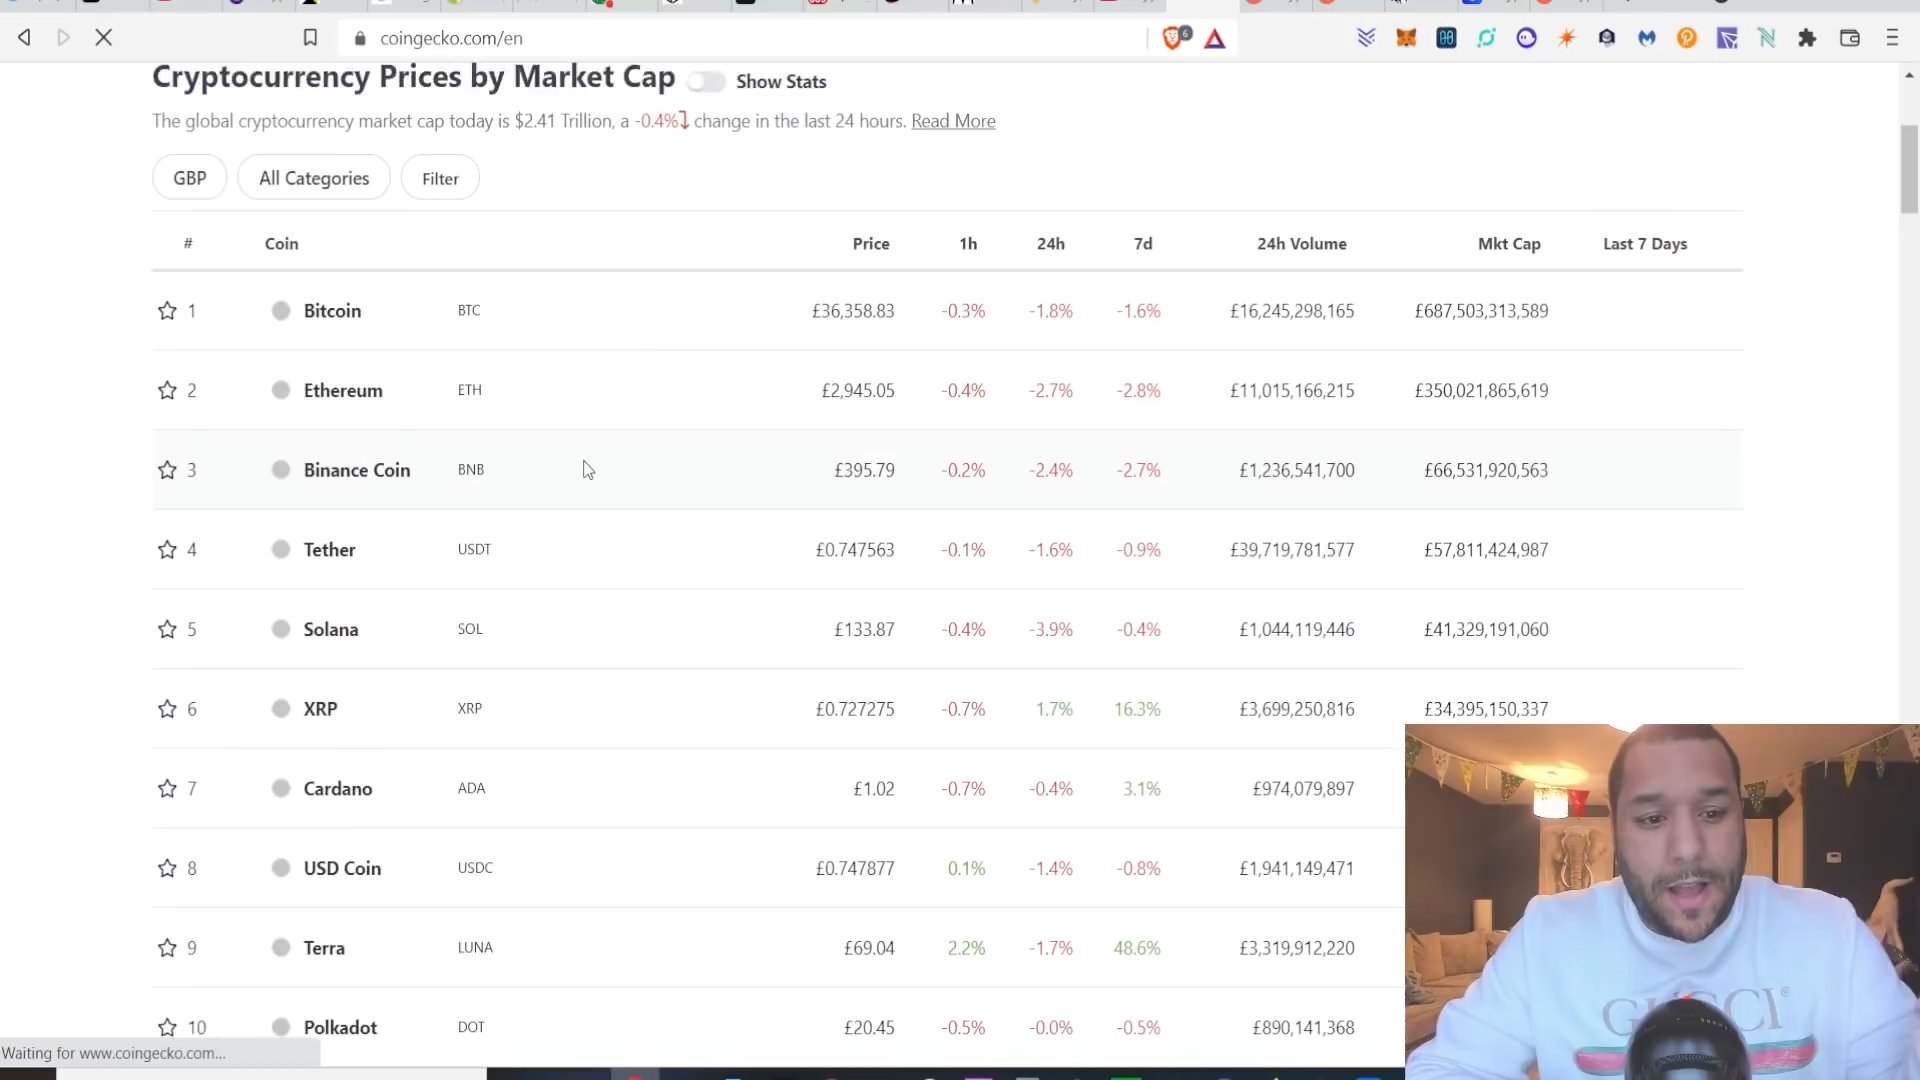 coingecko.com/en
6
Cryptocurrency Prices by Market Cap Show Stats
The global cryptocurrency market cap today is $2.41 Trillion, a -0.4% change in the last 24 hours. Read More
GBP All Categories Filter
# Coin Price 1h 24h 7d 24h Volume Mkt Cap Last 7 Days
1 Bitcoin BTC £36,358.83 -0.3% -1.8% -1.6% £16,245,298,165 £687,503,313,589
2 Ethereum ETH £2,945.05 -0.4% -2.7% -2.8% £11,015,166,215 £350,021,865,619
3 Binance Coin BNB £395.79 -0.2% -2.4% -2.7% £1,236,541,700 £66,531,920,563
4 Tether USDT £0.747563 -0.1% -1.6% -0.9% £39,719,781,577 £57,811,424,987
5 Solana SOL £133.87 -0.4% -3.9% -0.4% £1,044,119,446 £41,329,191,060
6 XRP XRP £0.727275 -0.7% 1.7% 16.3% £3,699,250,816 £34,395,150,337
7 Cardano ADA £1.02 -0.7% -0.4% 3.1% £974,079,897
8 USD Coin USDC £0.747877 0.1% -1.4% -0.8% £1,941,149,471
9 Terra LUNA £69.04 2.2% -1.7% 48.6% £3,319,912,220
10 Polkadot DOT £20.45 -0.5% -0.0% -0.5% £890,141,368
Waiting for www.coingecko.com...